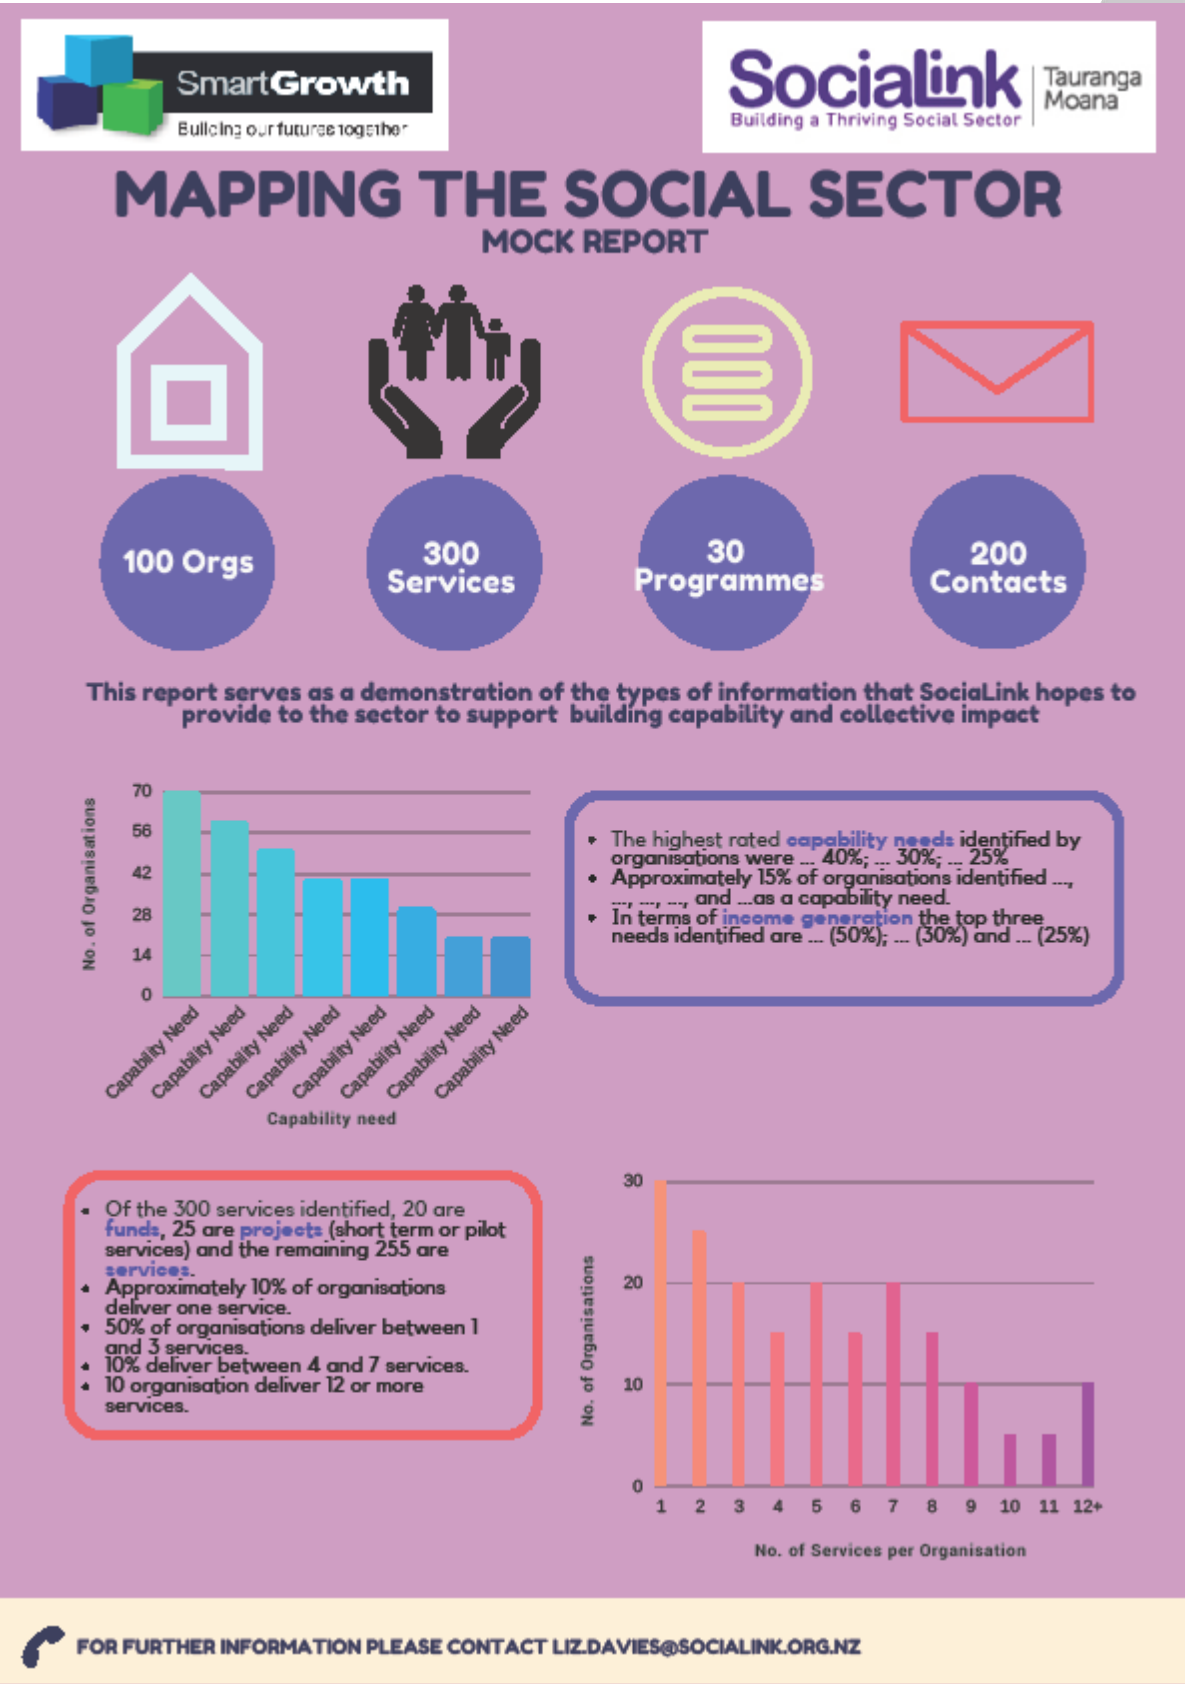 SmartGrowth
Building our futures together
SociaLink
Building a Thriving Social Sector
Tauranga
Moana
MAPPING THE SOCIAL SECTOR
MOCK REPORT
100 Orgs
300
Services
30
Programmes
200
Contacts
This report serves as a demonstration of the types of information that SociaLink hopes to
provide to the sector to support building capability and collective impact
No. of Organisations
70
56
42
28
14
0
Capability Need
Capability Need
Capability Need
Capability Need
Capability Need
Capability Need
Capability Need
Capability Need
Capability need
• The highest rated capability needs identified by
organisations were ... 40%; ... 30%; ... 25%
• Approximately 15% of organisations identified ...,
..., ..., ..., and ...as a capability need.
• In terms of income generation the top three
needs identified are ... (50%); ... (30%) and ... (25%)
• Of the 300 services identified, 20 are
funds, 25 are projects (short term or pilot
services) and the remaining 255 are
services.
• Approximately 10% of organisations
deliver one service.
• 50% of organisations deliver between 1
and 3 services.
• 10% deliver between 4 and 7 services.
• 10 organisation deliver 12 or more
services.
No. of Organisations
30
20
10
0
1 2 3 4 5 6 7 8 9 10 11 12+
No. of Services per Organisation
FOR FURTHER INFORMATION PLEASE CONTACT LIZ.DAVIES@SOCIALINK.ORG.NZ